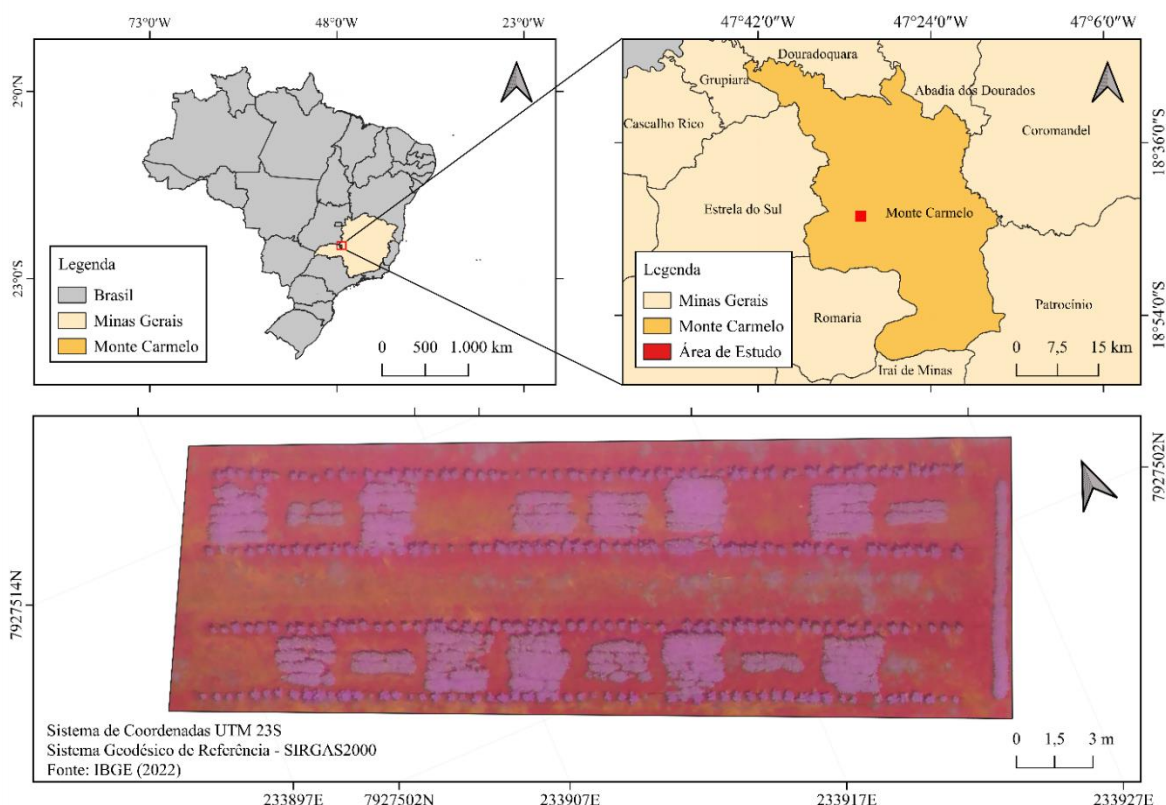 73°0'W
48°0'W
23°0'W
2°0'N
23°0'S
Legenda
Brasil
Minas Gerais
Monte Carmelo
0 500 1.000 km
47°42'0"W
47°24'0"W
47°6'0"W
Douradoquara
Grupiara
Abadia dos Dourados
Cascalho Rico
Coromandel
18°36'0"S
Estrela do Sul
Monte Carmelo
Legenda
Minas Gerais
Monte Carmelo
Área de Estudo
Romaria
Patrocínio
18°54'0"S
Iraí de Minas
0 7,5 15 km
7927502N
7927514N
Sistema de Coordenadas UTM 23S
Sistema Geodésico de Referência - SIRGAS2000
Fonte: IBGE (2022)
0 1,5 3 m
233897E
7927502N
233907E
233917E
233927E